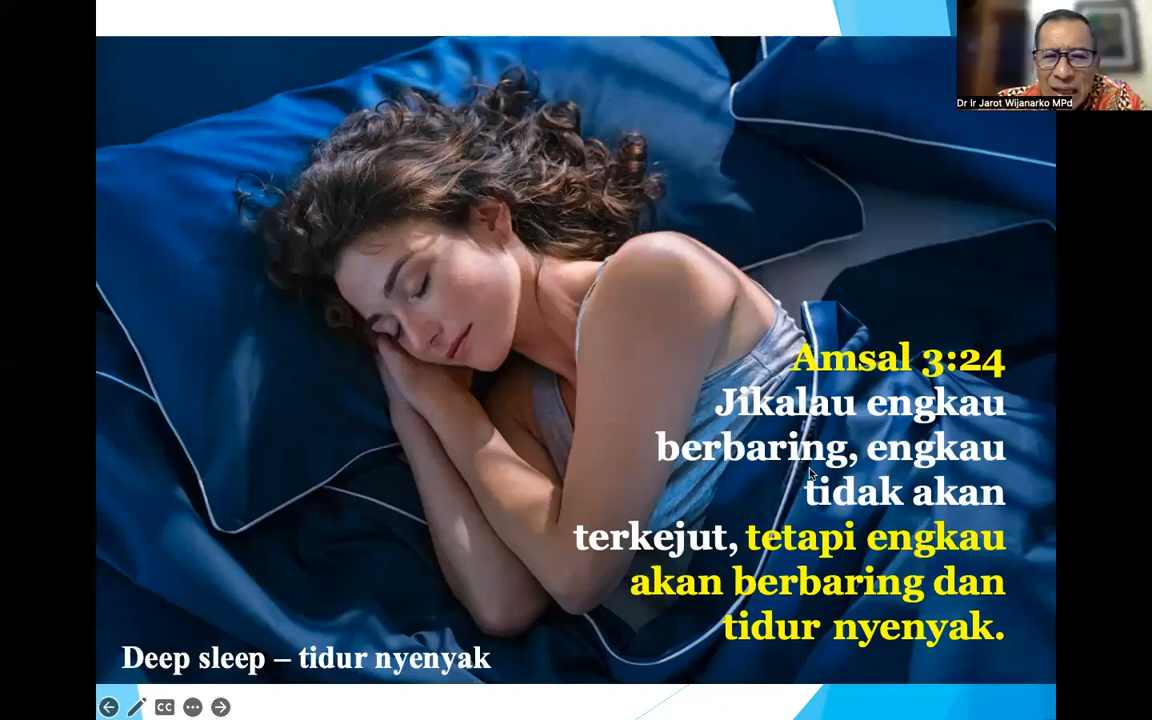 Dr Ir Jarot Wijanarko MPd
Amsal 3:24
Jikalau engkau
berbaring, engkau
tidak akan
terkejut, tetapi engkau
akan berbaring dan
tidur nyenyak.
Deep sleep – tidur nyenyak
CC